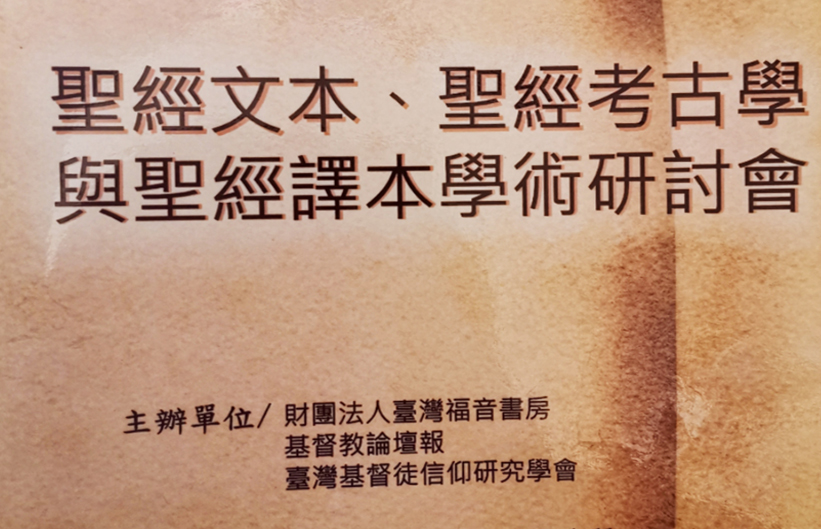 聖經文本、聖經考古學
與聖經譯本學術研討會
主辦單位/財團法人臺灣福音書房
基督教論壇報
臺灣基督徒信仰研究學會